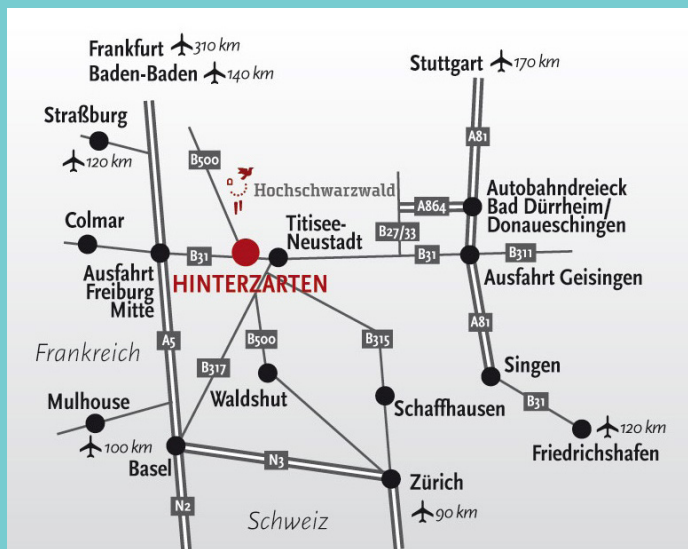 Frankfurt 310 km
Baden-Baden 140 km
Stuttgart 170 km
Straßburg
120 km
A81
B500
Hochschwarzwald
A864
Autobahndreieck
Bad Dürrheim/
Donaueschingen
Colmar
Titisee-
Neustadt
B27/33
B31
B31
B311
HINTERZARTEN
Ausfahrt
Freiburg
Mitte
Ausfahrt Geisingen
A5
B500
B315
A81
Frankreich
B317
Singen
Waldshut
Mulhouse
Schaffhausen
B31
100 km
120 km
Basel
N3
Friedrichshafen
Zürich
N2
90 km
Schweiz